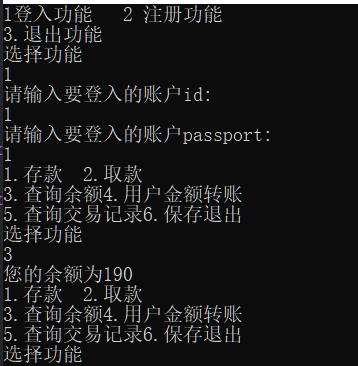 1登入功能   2 注册功能
3.退出功能
选择功能
1
请输入要登入的账户id:
1
请输入要登入的账户passport:
1
1.存款  2.取款
3.查询余额4.用户金额转账
5.查询交易记录6.保存退出
选择功能
3
您的余额为190
1.存款  2.取款
3.查询余额4.用户金额转账
5.查询交易记录6.保存退出
选择功能